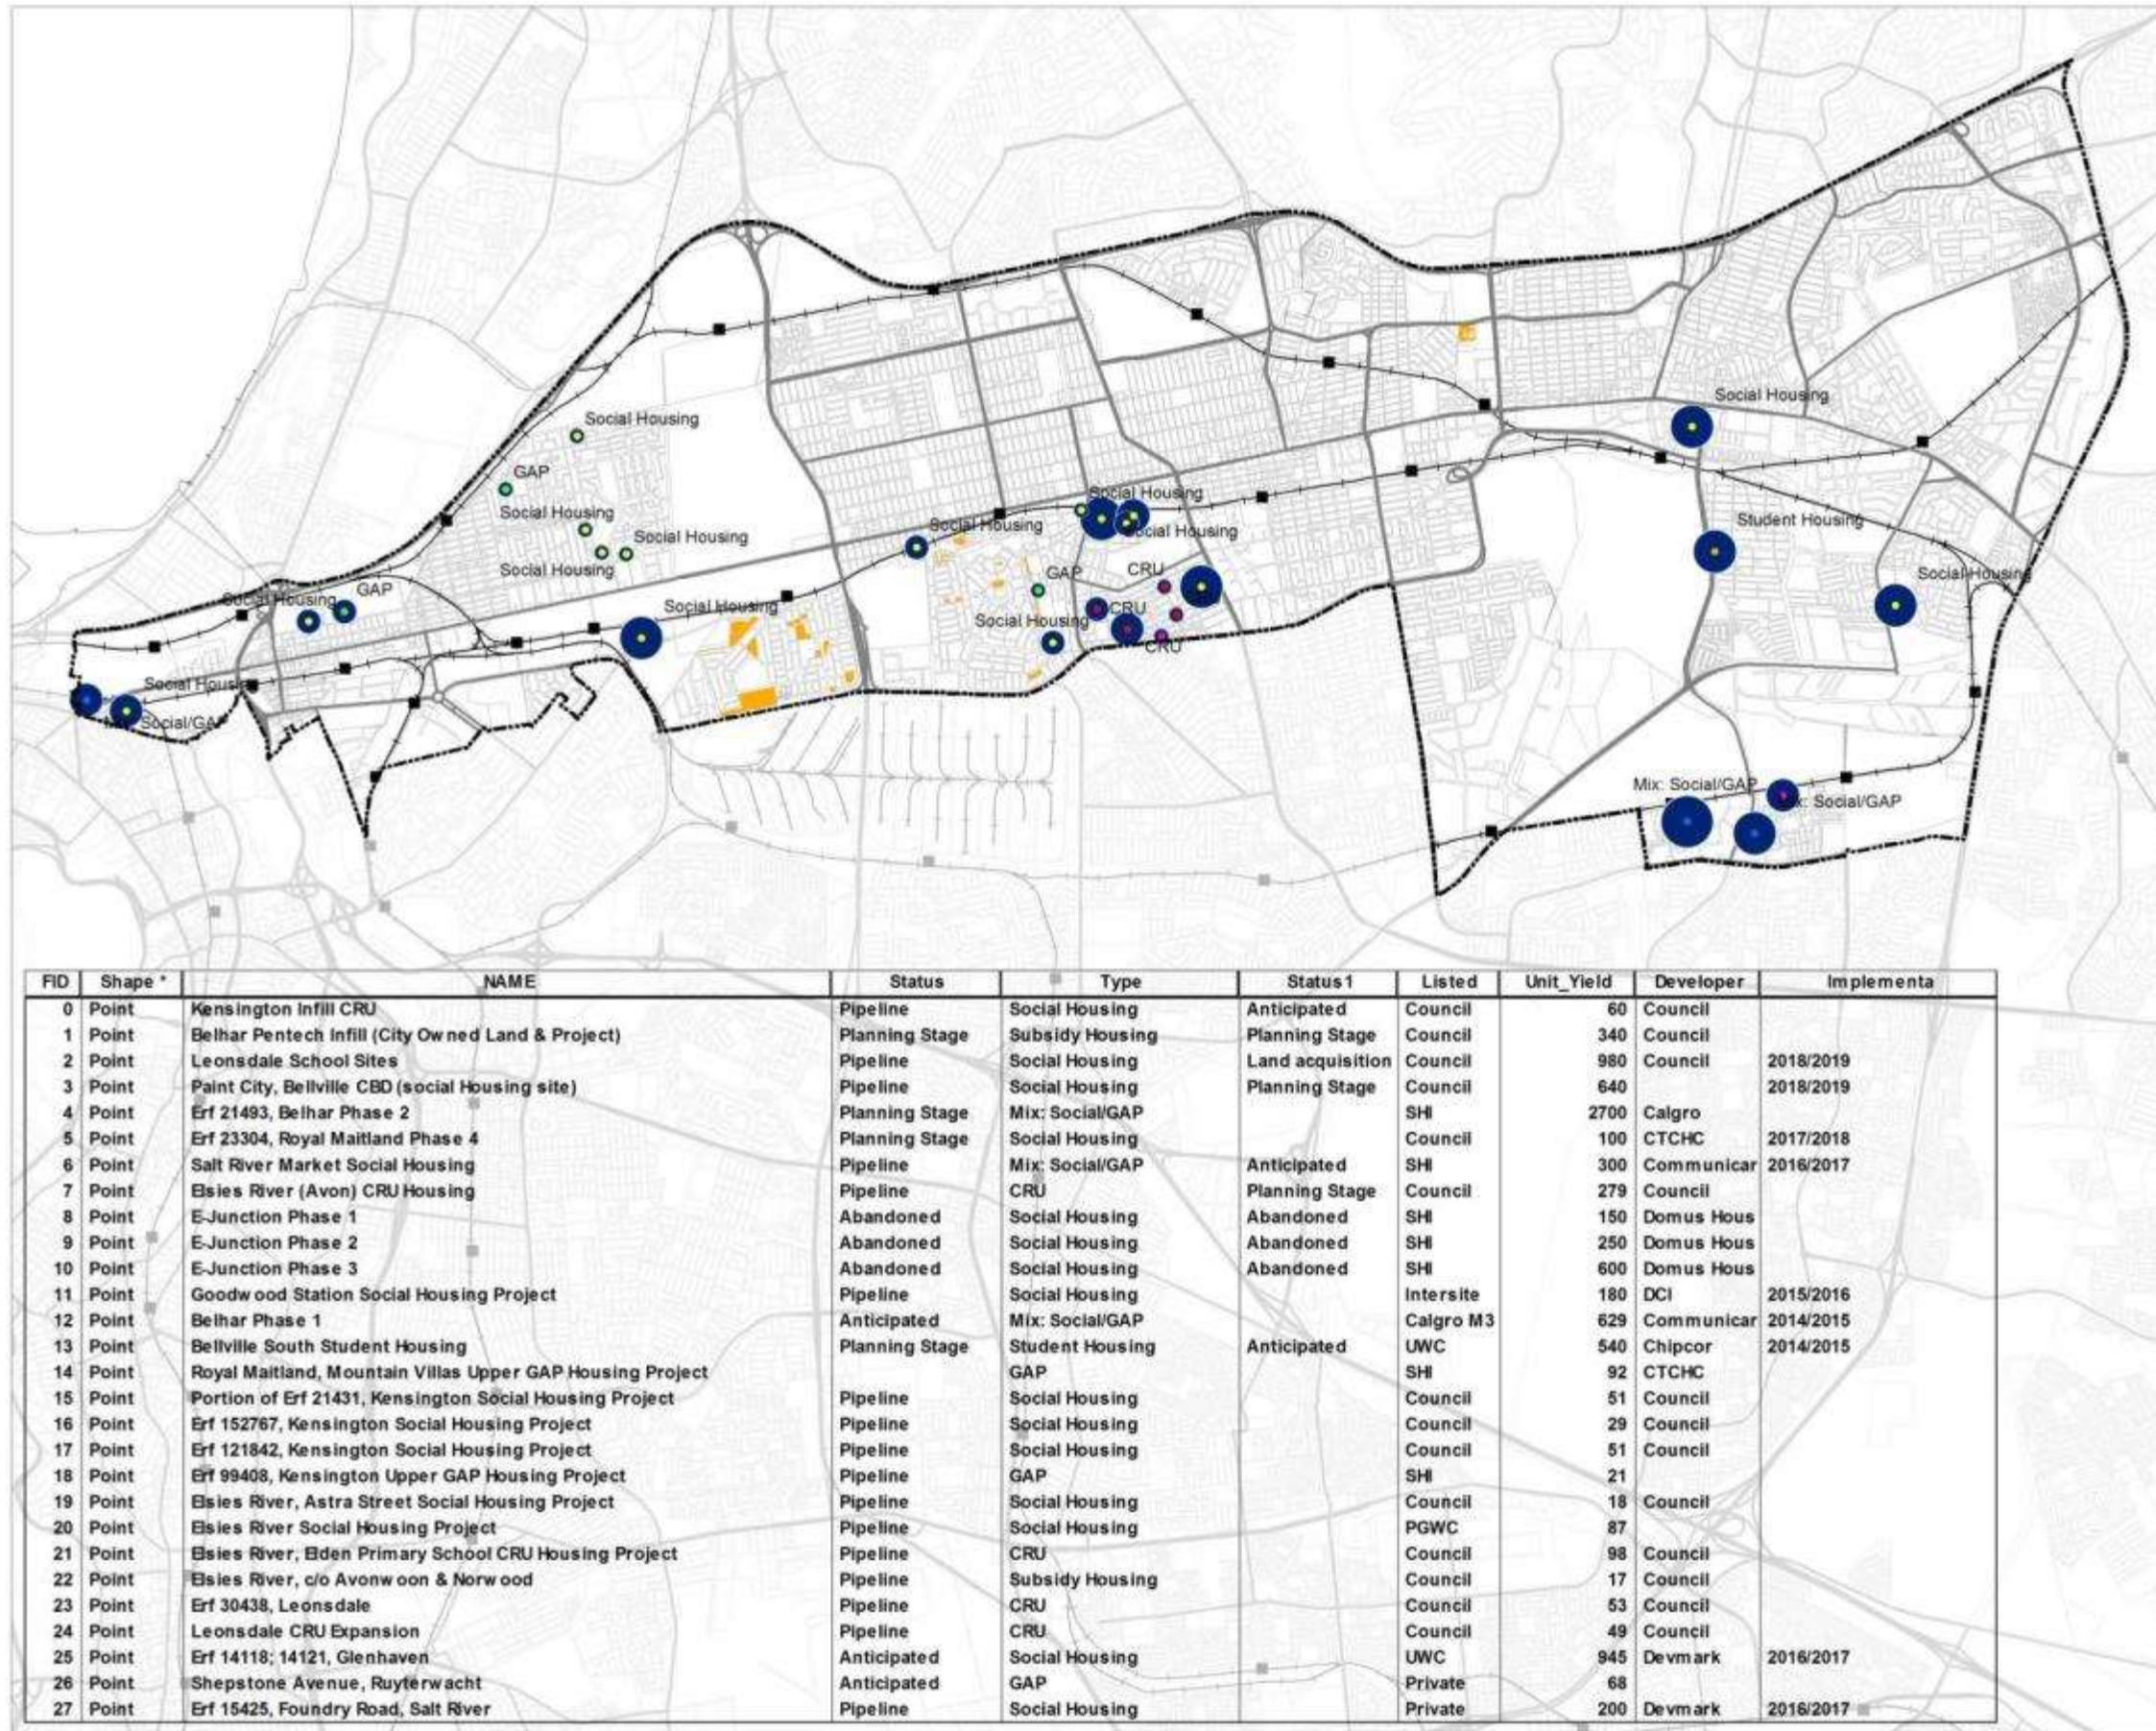 Social Housing
Social Housing
GAP
Social Housing
Social Housing
Social Housing
Student Housing
Social Housing
Social Housing
Social Housing
Social Housing
GAP
CRU
Social Housing
GAP
Social Housing
Social Housing
CRU
Social Housing
CRU
Social Housing
Social/GAP
Mix: Social/GAP
Social/GAP
FID Shape * NAME Status Type Status1 Listed Unit_Yield Developer Implementa
0 Point Kensington Infill CRU Pipeline Social Housing Anticipated Council 60 Council
1 Point Belhar Pentech Infill (City Owned Land & Project) Planning Stage Subsidy Housing Planning Stage Council 340 Council
2 Point Leonsdale School Sites Pipeline Social Housing Land acquisition Council 980 Council 2018/2019
3 Point Paint City, Bellville CBD (social Housing site) Pipeline Social Housing Planning Stage Council 640 2018/2019
4 Point Erf 21493, Belhar Phase 2 Planning Stage Mix: Social/GAP SHI 2700 Calgro
5 Point Erf 23304, Royal Maitland Phase 4 Planning Stage Social Housing Council 100 CTCHC 2017/2018
6 Point Salt River Market Social Housing Pipeline Mix: Social/GAP Anticipated SHI 300 Communicar 2016/2017
7 Point Elsies River (Avon) CRU Housing Pipeline CRU Planning Stage Council 279 Council
8 Point E-Junction Phase 1 Abandoned Social Housing Abandoned SHI 150 Domus Hous
9 Point E-Junction Phase 2 Abandoned Social Housing Abandoned SHI 250 Domus Hous
10 Point E-Junction Phase 3 Abandoned Social Housing Abandoned SHI 600 Domus Hous
11 Point Goodwood Station Social Housing Project Pipeline Social Housing Intersite 180 DCI 2015/2016
12 Point Belhar Phase 1 Anticipated Mix: Social/GAP Calgro M3 629 Communicar 2014/2015
13 Point Bellville South Student Housing Planning Stage Student Housing Anticipated UWC 540 Chipcor 2014/2015
14 Point Royal Maitland, Mountain Villas Upper GAP Housing Project GAP SHI 92 CTCHC
15 Point Portion of Erf 21431, Kensington Social Housing Project Pipeline Social Housing Council 51 Council
16 Point Erf 152767, Kensington Social Housing Project Pipeline Social Housing Council 29 Council
17 Point Erf 121842, Kensington Social Housing Project Pipeline Social Housing Council 51 Council
18 Point Erf 99408, Kensington Upper GAP Housing Project Pipeline GAP SHI 21
19 Point Elsies River, Astra Street Social Housing Project Pipeline Social Housing Council 18 Council
20 Point Elsies River Social Housing Project Pipeline Social Housing PGWC 87
21 Point Elsies River, Elden Primary School CRU Housing Project Pipeline CRU Council 98 Council
22 Point Elsies River, c/o Avonwoon & Norwood Pipeline Subsidy Housing Council 17 Council
23 Point Erf 30438, Leonsdale Pipeline CRU Council 53 Council
24 Point Leonsdale CRU Expansion Pipeline CRU Council 49 Council
25 Point Erf 14118; 14121, Glenhaven Anticipated Social Housing UWC 945 Devmark 2016/2017
26 Point Shepstone Avenue, Ruyterwacht Anticipated GAP Private 68
27 Point Erf 15425, Foundry Road, Salt River Pipeline Social Housing Private 200 Devmark 2016/2017